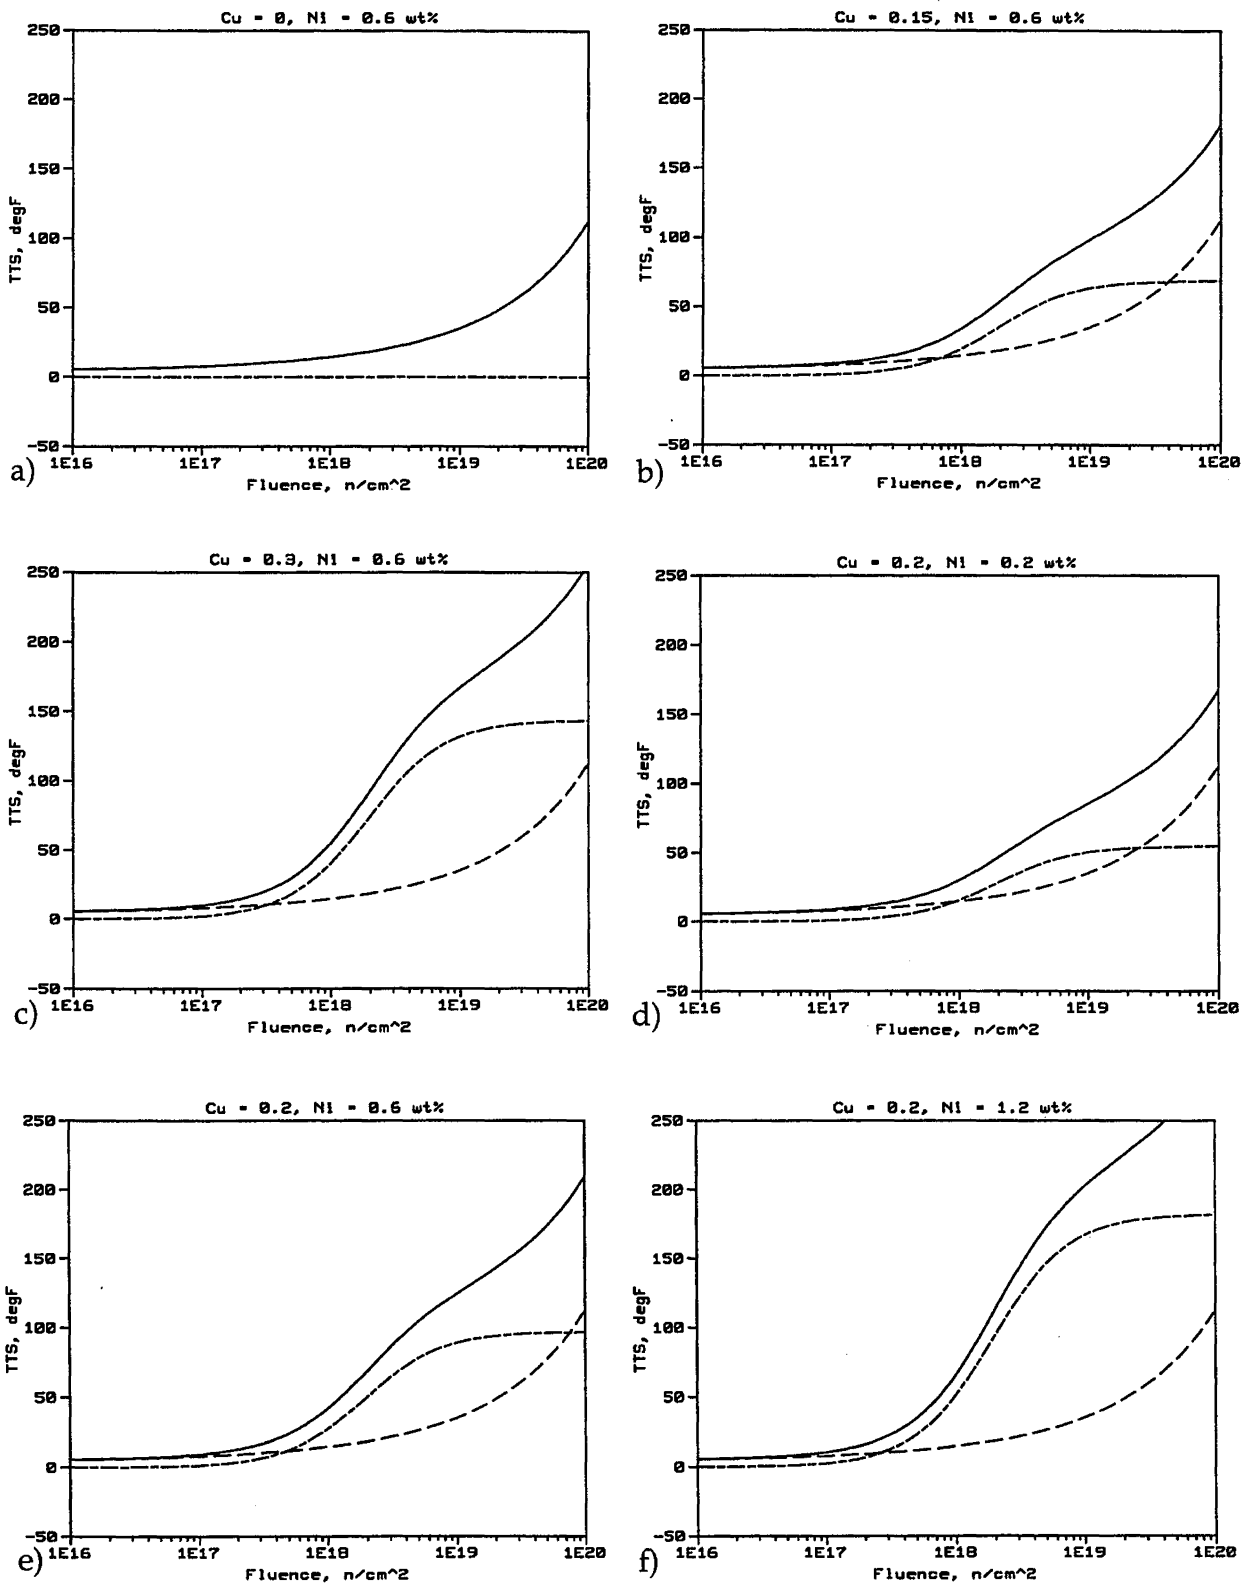 Cu = 0, Ni = 0.6 wt%
250
200
150
100
50
0
-50
TTS, degF
1E16 1E17 1E18 1E19 1E20
Fluence, n/cm^2
a)
Cu = 0.15, Ni = 0.6 wt%
250
200
150
100
50
0
-50
TTS, degF
1E16 1E17 1E18 1E19 1E20
Fluence, n/cm^2
b)
Cu = 0.3, Ni = 0.6 wt%
250
200
150
100
50
0
-50
TTS, degF
1E16 1E17 1E18 1E19 1E20
Fluence, n/cm^2
c)
Cu = 0.2, Ni = 0.2 wt%
250
200
150
100
50
0
-50
TTS, degF
1E16 1E17 1E18 1E19 1E20
Fluence, n/cm^2
d)
Cu = 0.2, Ni = 0.6 wt%
250
200
150
100
50
0
-50
TTS, degF
1E16 1E17 1E18 1E19 1E20
Fluence, n/cm^2
e)
Cu = 0.2, Ni = 1.2 wt%
250
200
150
100
50
0
-50
TTS, degF
1E16 1E17 1E18 1E19 1E20
Fluence, n/cm^2
f)